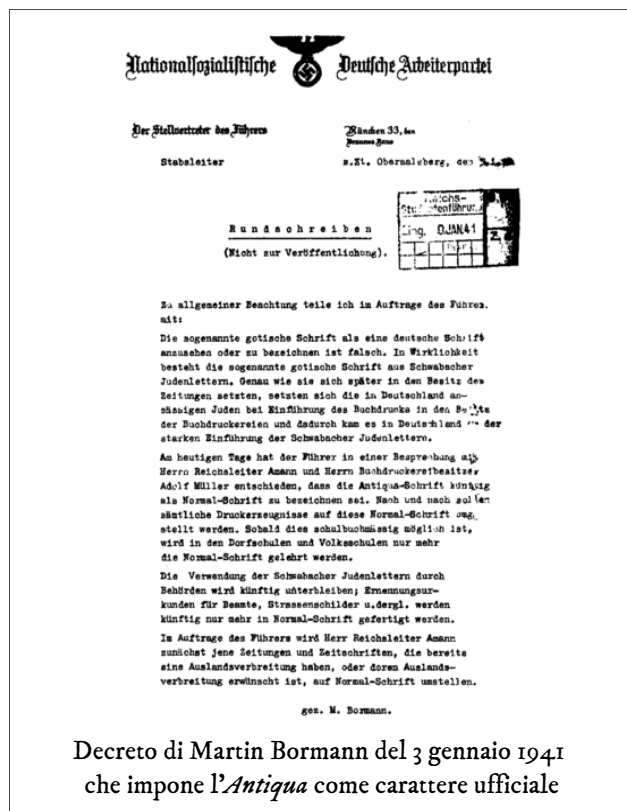 Nationalsozialistische Deutsche Arbeiterpartei
Der Stellvertreter des Führers
München 33, den
Braunes Haus
Stabsleiter
z.Zt. Obersalzberg, den
Eing. 9. JAN. 41
Rundschreiben
(Nicht zur Veröffentlichung).
Zu allgemeiner Beachtung teile ich im Auftrage des Führers
mit:
Die sogenannte gotische Schrift als eine deutsche Schrift
anzusehen oder zu bezeichnen ist falsch. In Wirklichkeit
besteht die sogenannte gotische Schrift aus Schwabacher
Judenlettern. Genau wie sie sich später in den Besitz der
Zeitungen setzten, setzten sich die in Deutschland an-
sässigen Juden bei Einführung des Buchdrucks in den Besitz
der Buchdruckereien und dadurch kam es in Deutschland zu der
starken Einführung der Schwabacher Judenlettern.
Am heutigen Tage hat der Führer in einer Besprechung mit
Herrn Reichsleiter Amann und Herrn Buchdruckereibesitzer
Adolf Müller entschieden, dass die Antiqua-Schrift künftig
als Normal-Schrift zu bezeichnen sei. Nach und nach sollen
sämtliche Druckerzeugnisse auf diese Normal-Schrift umge-
stellt werden. Sobald dies schulbuchmässig möglich ist,
wird in den Dorfschulen und Volksschulen nur mehr
die Normal-Schrift gelehrt werden.
Die Verwendung der Schwabacher Judenlettern durch
Behörden wird künftig unterbleiben; Ernennungsur-
kunden für Beamte, Strassenschilder u.dergl. werden
künftig nur mehr in Normal-Schrift gefertigt werden.
Im Auftrage des Führers wird Herr Reichsleiter Amann
zunächst jene Zeitungen und Zeitschriften, die bereits
eine Auslandsverbreitung haben, oder deren Auslands-
verbreitung erwünscht ist, auf Normal-Schrift umstellen.
gez. M. Bormann.
Decreto di Martin Bormann del 3 gennaio 1941
che impone l'Antiqua come carattere ufficiale